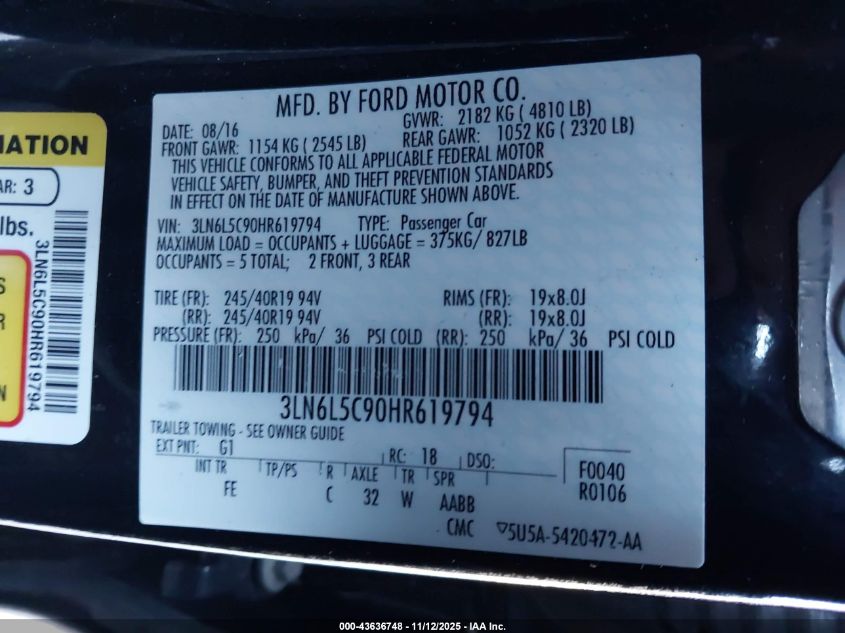 MFD. BY FORD MOTOR CO.
DATE: 08/16 GVWR: 2182 KG ( 4810 LB)
FRONT GAWR: 1154 KG ( 2545 LB) REAR GAWR: 1052 KG ( 2320 LB)
THIS VEHICLE CONFORMS TO ALL APPLICABLE FEDERAL MOTOR
VEHICLE SAFETY, BUMPER, AND THEFT PREVENTION STANDARDS
IN EFFECT ON THE DATE OF MANUFACTURE SHOWN ABOVE.
VIN: 3LN6L5C90HR619794 TYPE: Passenger Car
MAXIMUM LOAD = OCCUPANTS + LUGGAGE = 375KG/ 827LB
OCCUPANTS = 5 TOTAL; 2 FRONT, 3 REAR
TIRE (FR): 245/40R19 94V RIMS (FR): 19x8.0J
(RR): 245/40R19 94V (RR): 19x8.0J
PRESSURE (FR): 250 kPa/ 36 PSI COLD (RR): 250 kPa/ 36 PSI COLD
3LN6L5C90HR619794
TRAILER TOWING - SEE OWNER GUIDE
EXT PNT: G1 RC: 18 DSO: F0040
INT TR TP/PS R AXLE TR SPR R0106
FE C 32 W AABB
CMC ▽5U5A-5420472-AA
MATION
AR: 3
lbs.
S
R
3LN6L5C90HR619794
000-43636748 - 11/12/2025 - IAA Inc.